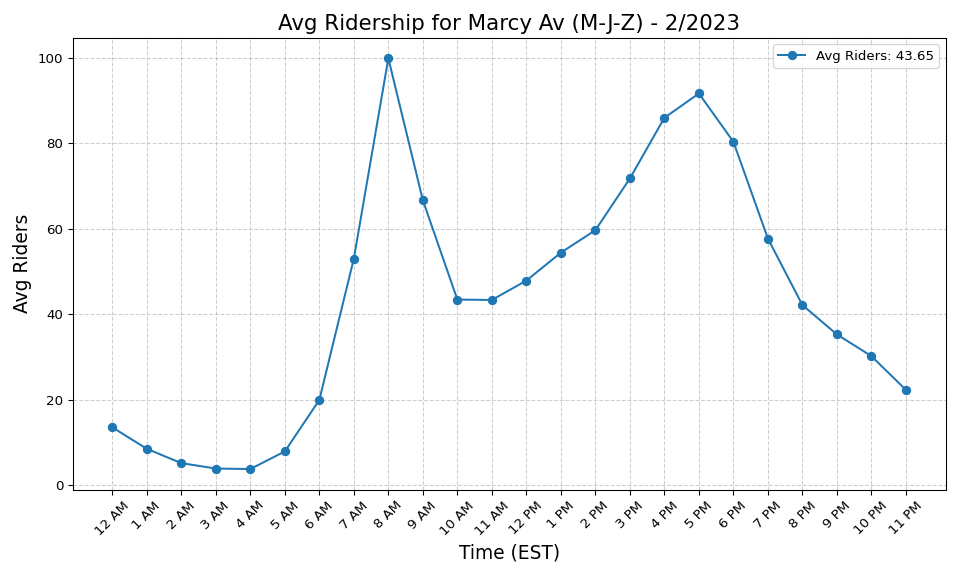 Avg Ridership for Marcy Av (M-J-Z) - 2/2023
Avg Riders: 43.65
Avg Riders
100
80
60
40
20
0
12 AM
1 AM
2 AM
3 AM
4 AM
5 AM
6 AM
7 AM
8 AM
9 AM
10 AM
11 AM
12 PM
1 PM
2 PM
3 PM
4 PM
5 PM
6 PM
7 PM
8 PM
9 PM
10 PM
11 PM
Time (EST)